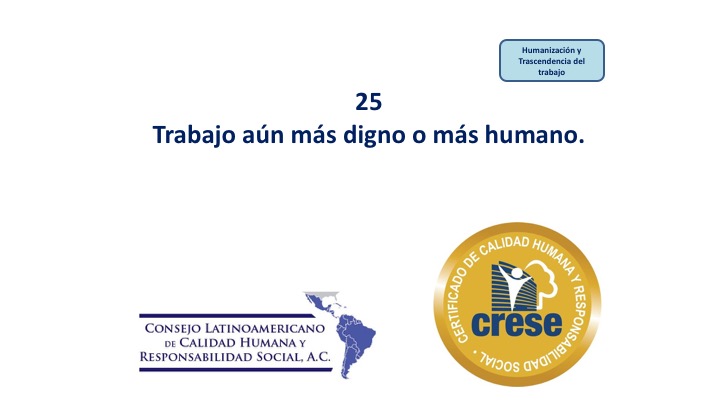 Humanización y
Trascendencia del
trabajo
25
Trabajo aún más digno o más humano.
CONSEJO LATINOAMERICANO
DE CALIDAD HUMANA Y
RESPONSABILIDAD SOCIAL, A.C.
CERTIFICADO DE CALIDAD HUMANA Y RESPONSABILIDAD SOCIAL •
crese